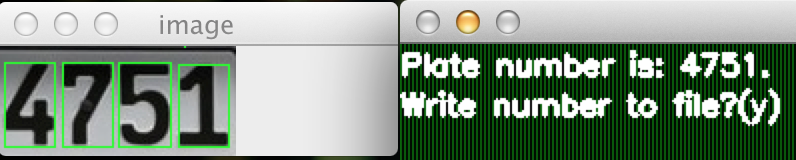 image
4751
Plate number is: 4751.
Write number to file?(y)